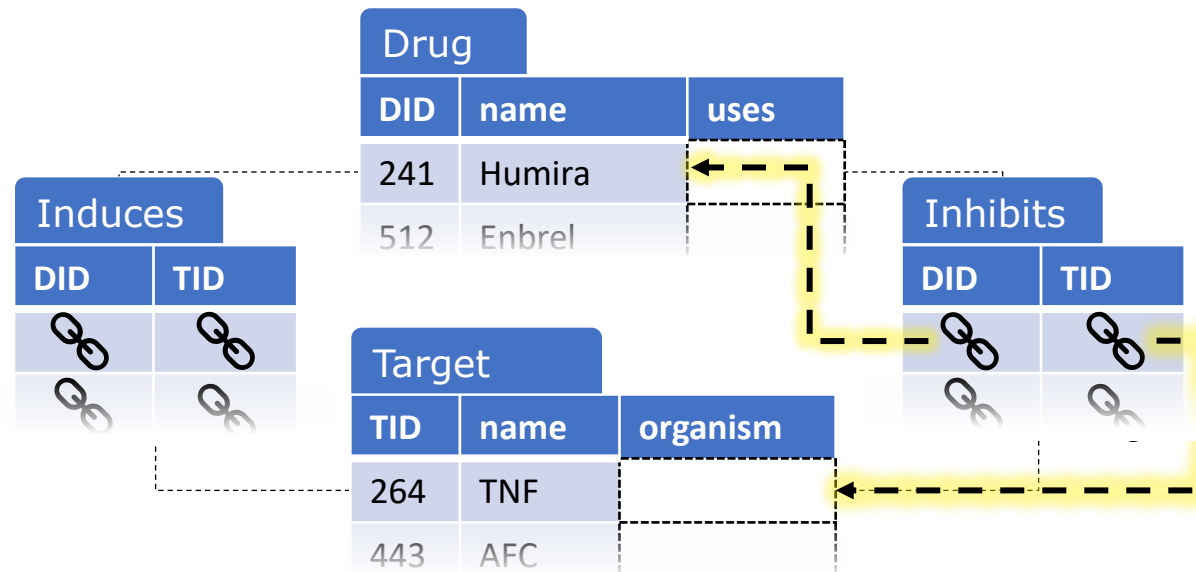 Drug
DID name uses
241 Humira
512 Enbrel
Induces
DID TID
Inhibits
DID TID
Target
TID name organism
264 TNF
443 AFC